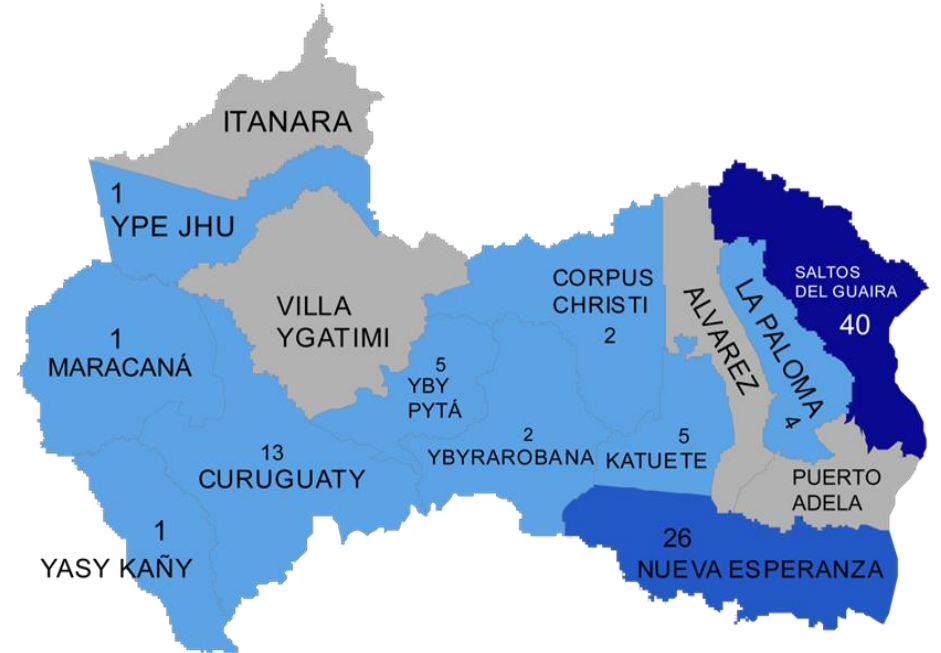 ITANARA
1
YPE JHU
VILLA
YGATIMI
CORPUS
CHRISTI
2
ALVAREZ
LA PALOMA
4
SALTOS
DEL GUAIRA
40
1
MARACANÁ
5
YBY
PYTÁ
13
CURUGUATY
2
YBYRAROBANA
5
KATUETE
PUERTO
ADELA
1
YASY KAÑY
26
NUEVA ESPERANZA